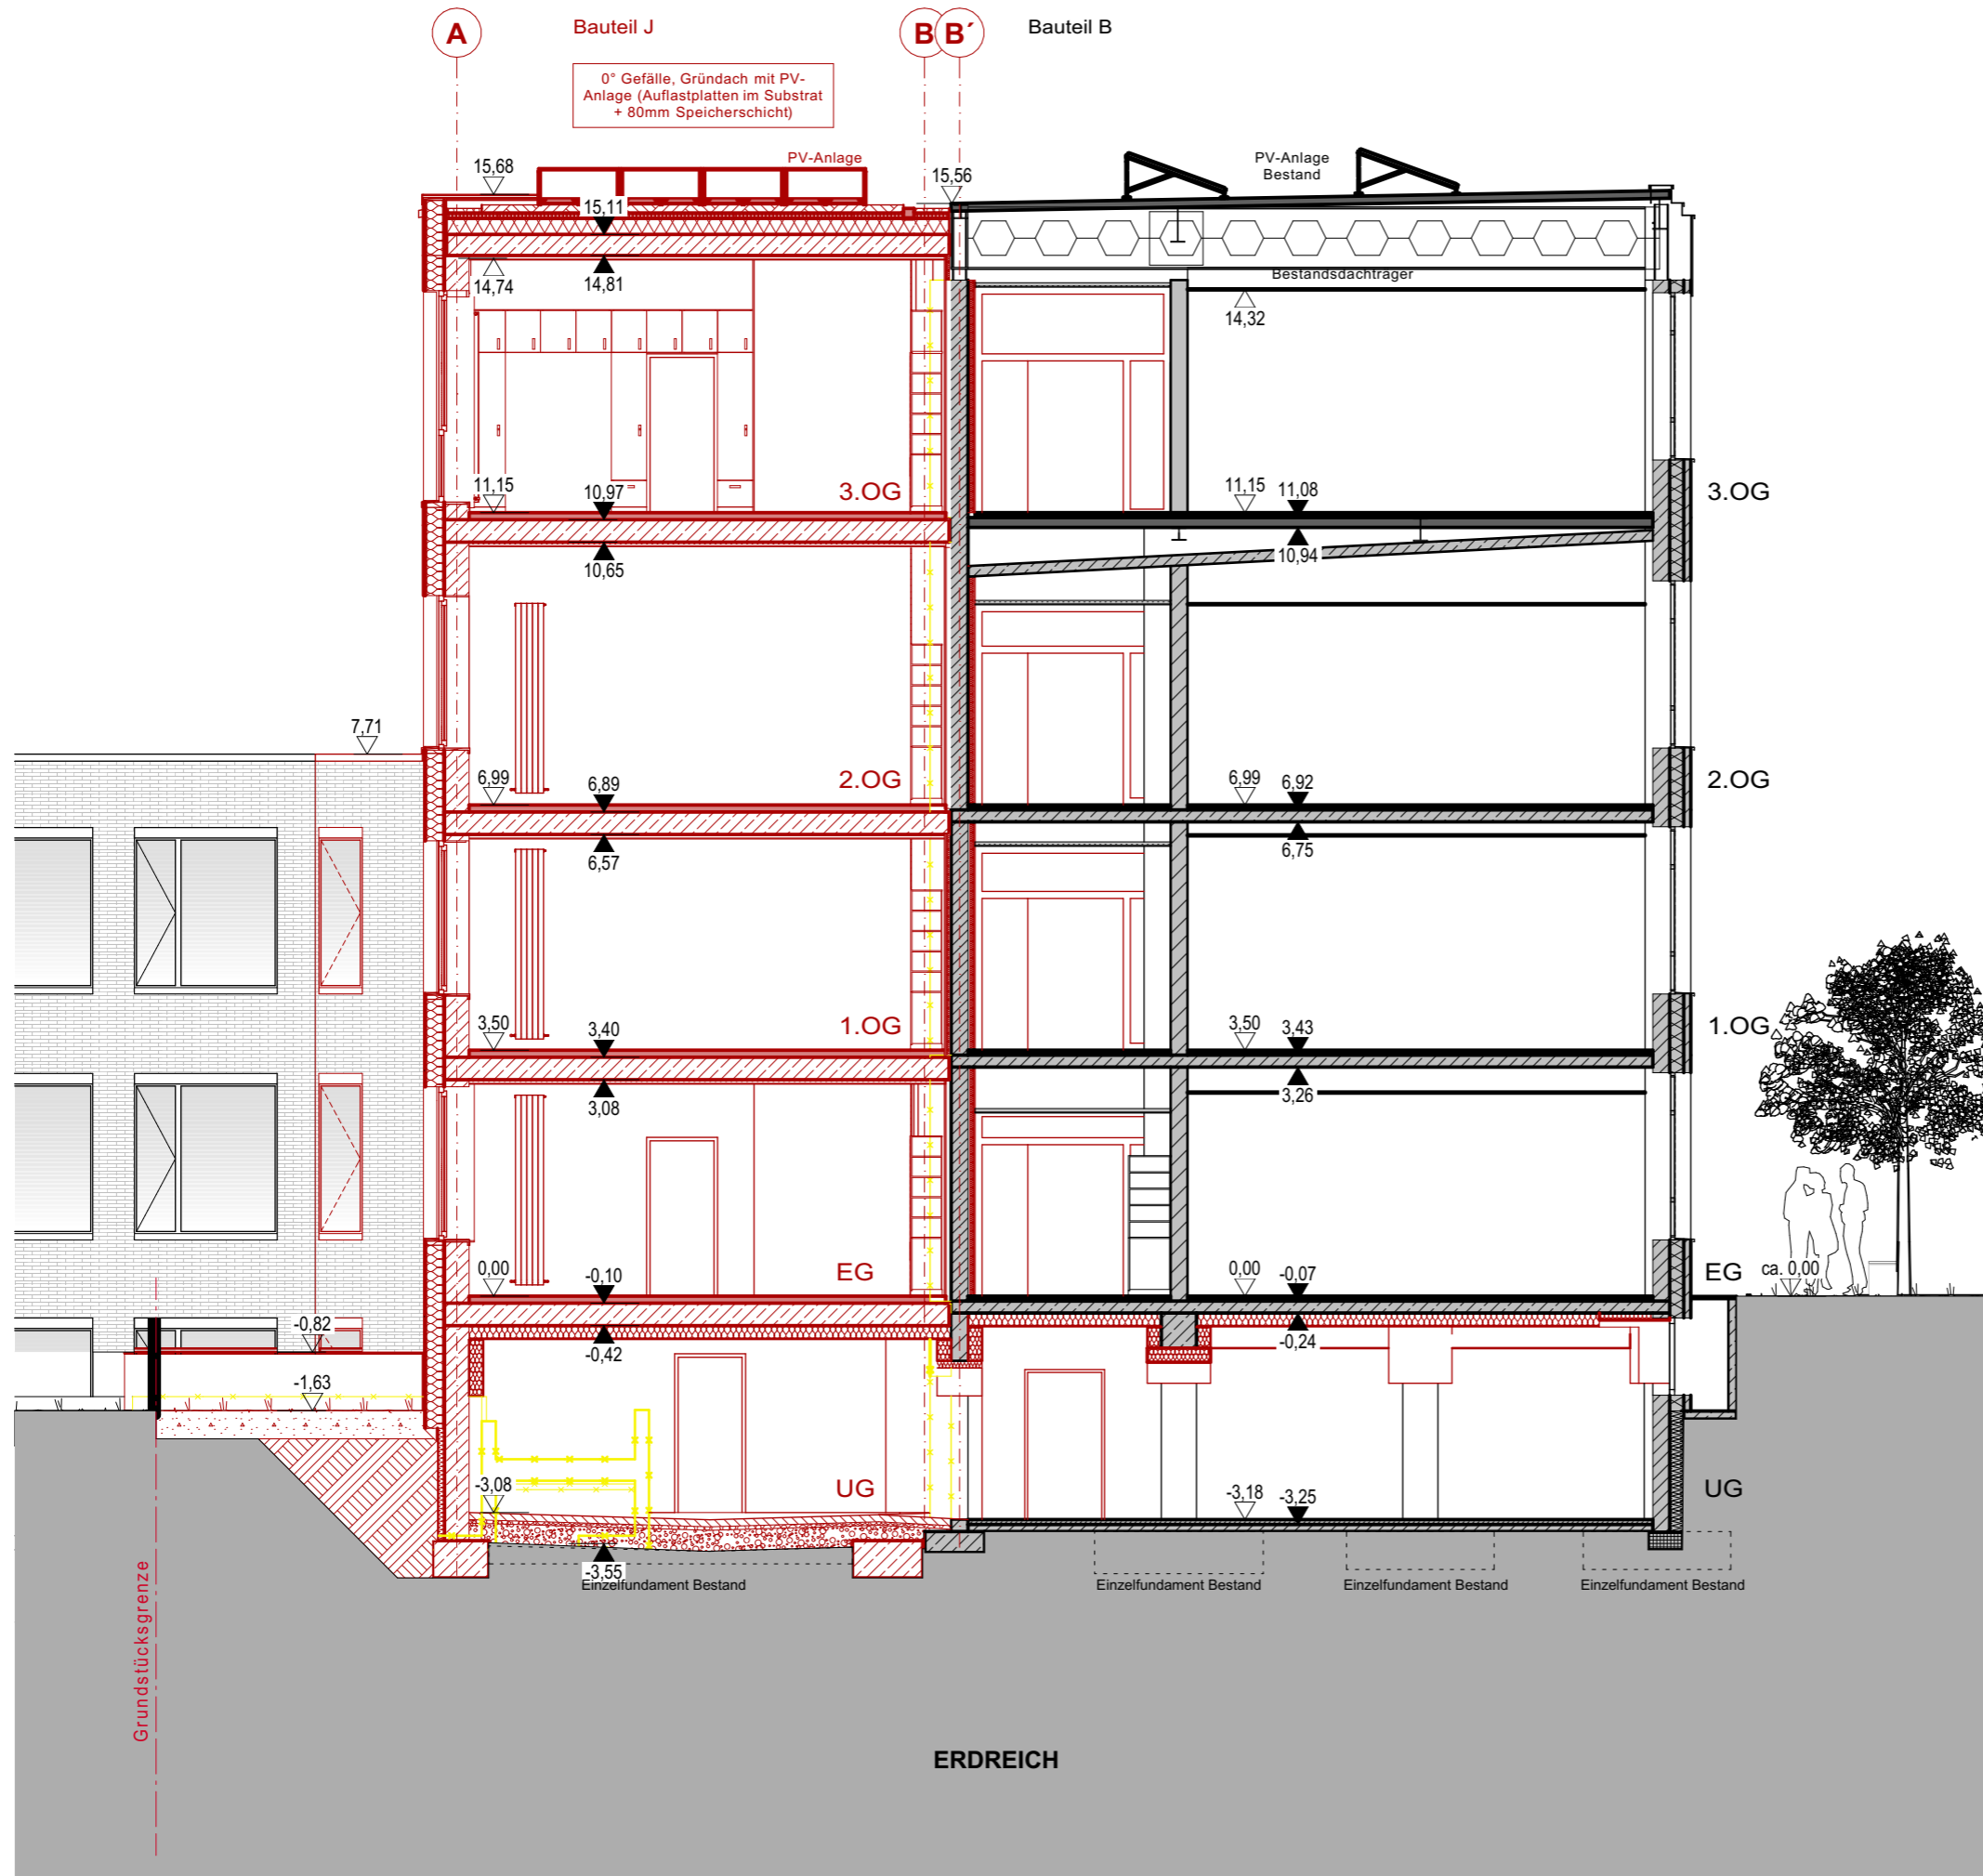 A
Bauteil J
B
B´
Bauteil B
0° Gefälle, Gründach mit PV-
Anlage (Auflastplatten im Substrat
+ 80mm Speicherschicht)
PV-Anlage
15,68
15,56
PV-Anlage
Bestand
15,11
14,74
14,81
Bestandsdachträger
14,32
11,15
10,97
3.OG
11,15
11,08
3.OG
10,65
10,94
7,71
6,99
6,89
2.OG
6,99
6,92
2.OG
6,57
6,75
3,50
3,40
1.OG
3,50
3,43
1.OG
3,08
3,26
0,00
-0,10
EG
0,00
-0,07
EG
ca. 0,00
-0,82
-0,42
-0,24
-1,63
-3,08
UG
-3,18
-3,25
UG
-3,55
Einzelfundament Bestand
Einzelfundament Bestand
Einzelfundament Bestand
Einzelfundament Bestand
Grundstücksgrenze
ERDREICH